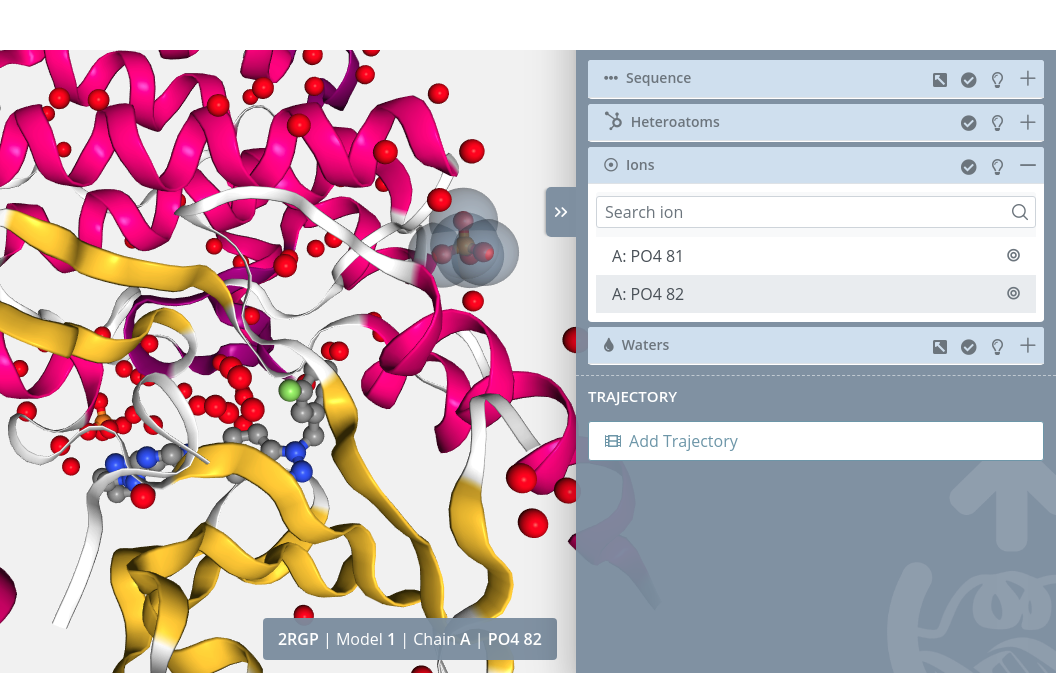 Sequence
Heteroatoms
Ions
Search ion
A: PO4 81
A: PO4 82
Waters
TRAJECTORY
Add Trajectory
2RGP | Model 1 | Chain A | PO4 82